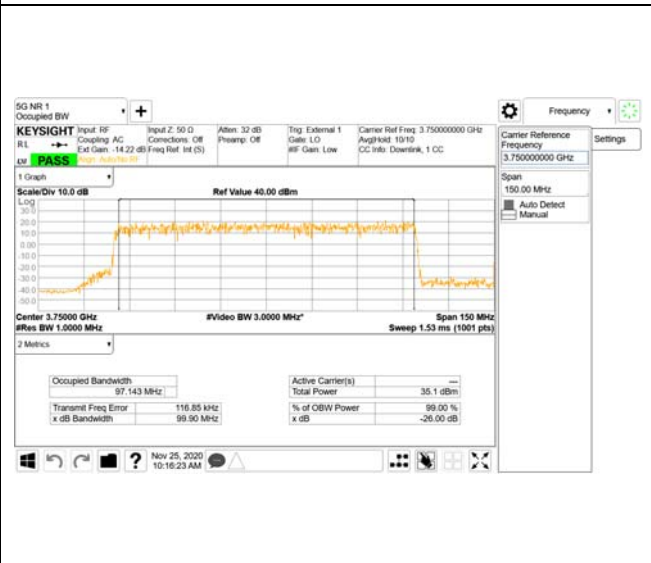 5G NR 1
Occupied BW
Frequency
KEYSIGHT
RL
PASS
Input: RF
Coupling: AC
Ext Gain: -14.22 dB
Align: Auto/No RF
Input Z: 50 Ω
Corrections: Off
Freq Ref: Int (S)
Atten: 32 dB
Preamp: Off
Trig: External 1
Gate: LO
#IF Gain: Low
Carrier Ref Freq: 3.750000000 GHz
Avg|Hold: 10/10
CC Info: Downlink, 1 CC
Carrier Reference
Frequency
3.750000000 GHz
Settings
Span
150.00 MHz
Auto Detect
Manual
1 Graph
Scale/Div 10.0 dB
Ref Value 40.00 dBm
Log
30.0
20.0
10.0
0.00
-10.0
-20.0
-30.0
-40.0
-50.0
Center 3.75000 GHz
#Video BW 3.0000 MHz*
Span 150 MHz
#Res BW 1.0000 MHz
Sweep 1.53 ms (1001 pts)
2 Metrics
Occupied Bandwidth
97.143 MHz
Transmit Freq Error 116.85 kHz
x dB Bandwidth 99.90 MHz
Active Carrier(s) ---
Total Power 35.1 dBm
% of OBW Power 99.00 %
x dB -26.00 dB
Nov 25, 2020
10:16:23 AM